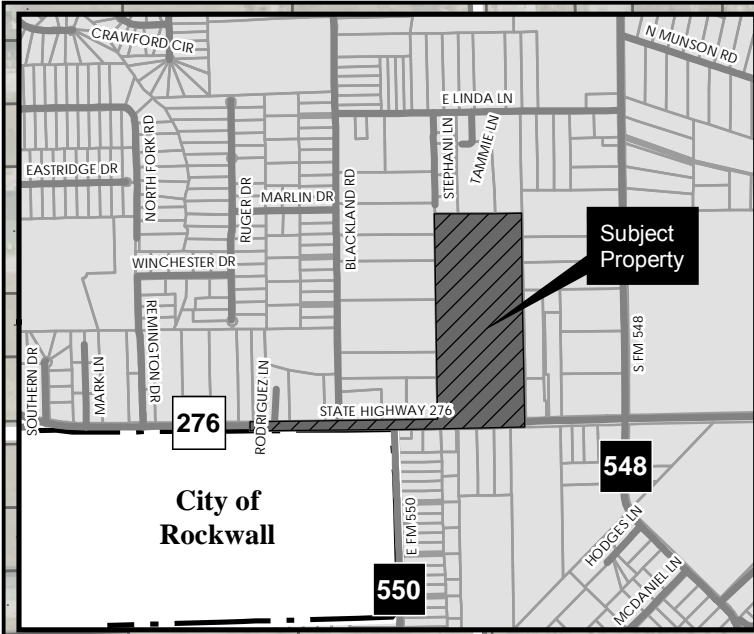 CRAWFORD CIR
N MUNSON RD
E LINDA LN
STEPHANI LN
TAMMIE LN
EASTRIDGE DR
NORTH FORK RD
RUGER DR
MARLIN DR
BLACKLAND RD
Subject
Property
WINCHESTER DR
REMINGTON DR
S FM 548
SOUTHERN DR
MARK LN
276
RODRIGUEZ LN
STATE HIGHWAY 276
548
City of
Rockwall
E FM 550
HODGES LN
550
MCDANIEL LN